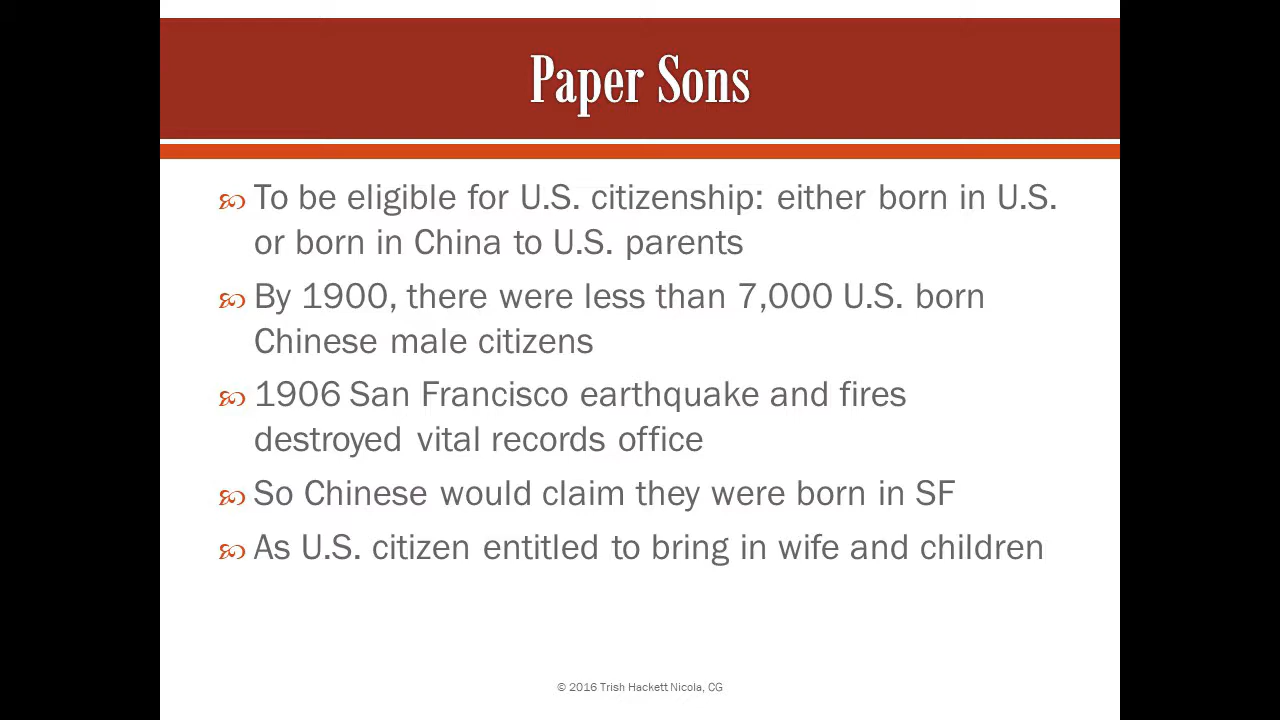 Paper Sons
To be eligible for U.S. citizenship: either born in U.S.
or born in China to U.S. parents
By 1900, there were less than 7,000 U.S. born
Chinese male citizens
1906 San Francisco earthquake and fires
destroyed vital records office
So Chinese would claim they were born in SF
As U.S. citizen entitled to bring in wife and children
© 2016 Trish Hackett Nicola, CG